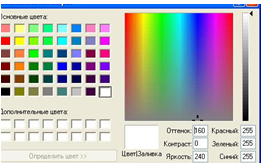 Основные цвета:
Дополнительные цвета:
Определить цвет >>
Цвет|Заливка
Оттенок: 160 Красный: 255
Контраст: 0 Зеленый: 255
Яркость: 240 Синий: 255